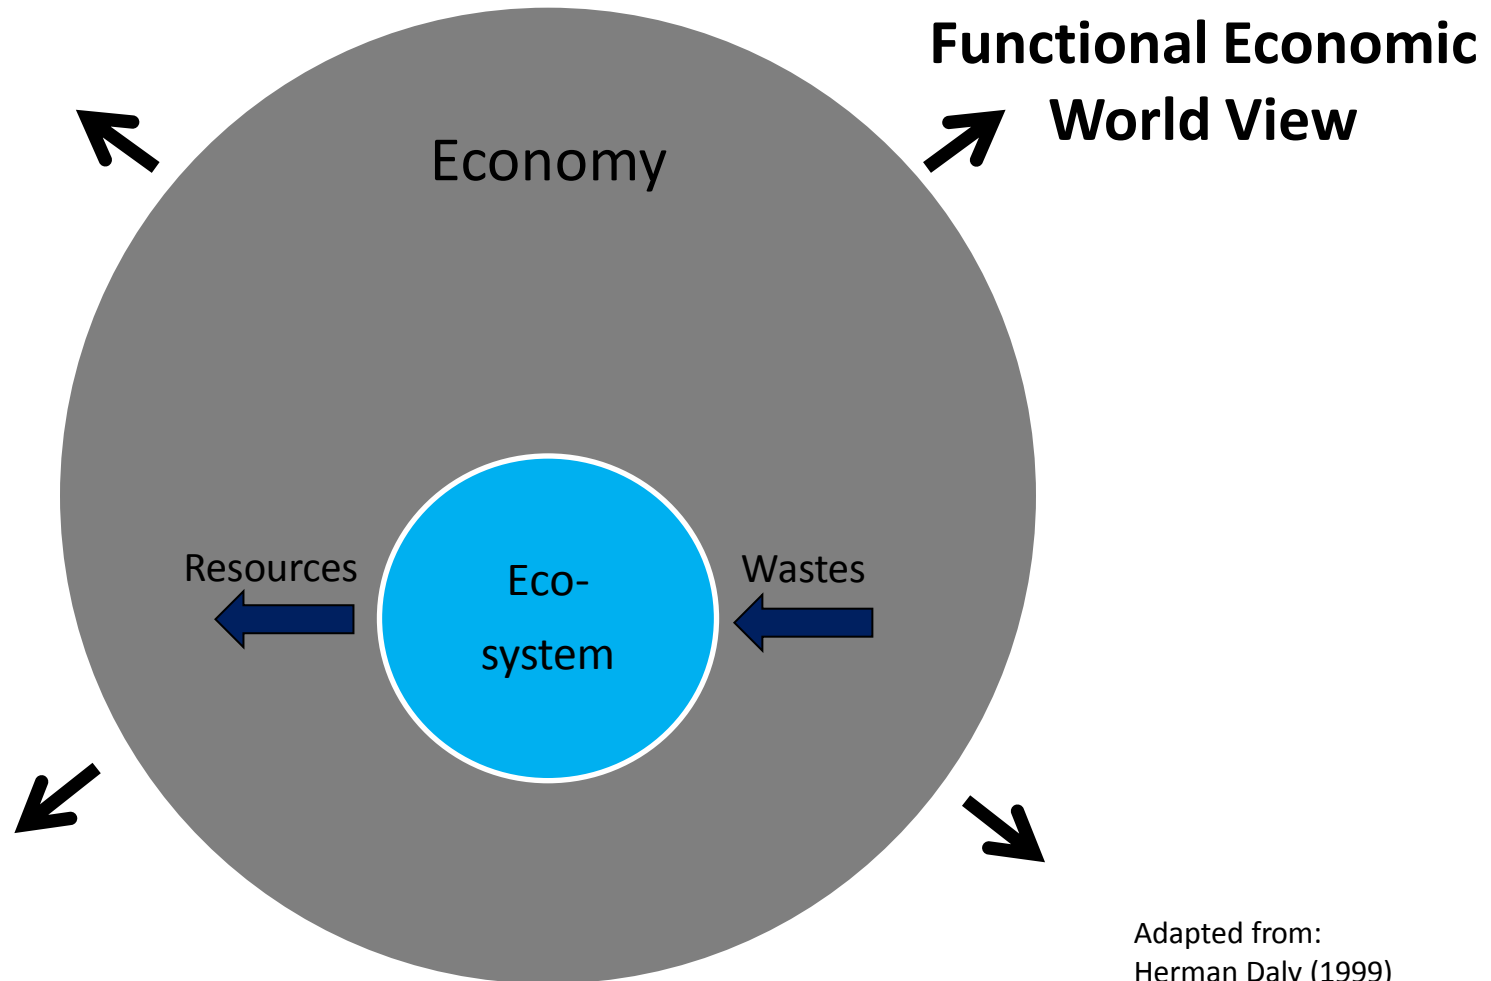 Functional Economic
World View
Economy
Resources
Eco-
system
Wastes
Adapted from:
Herman Daly (1999)